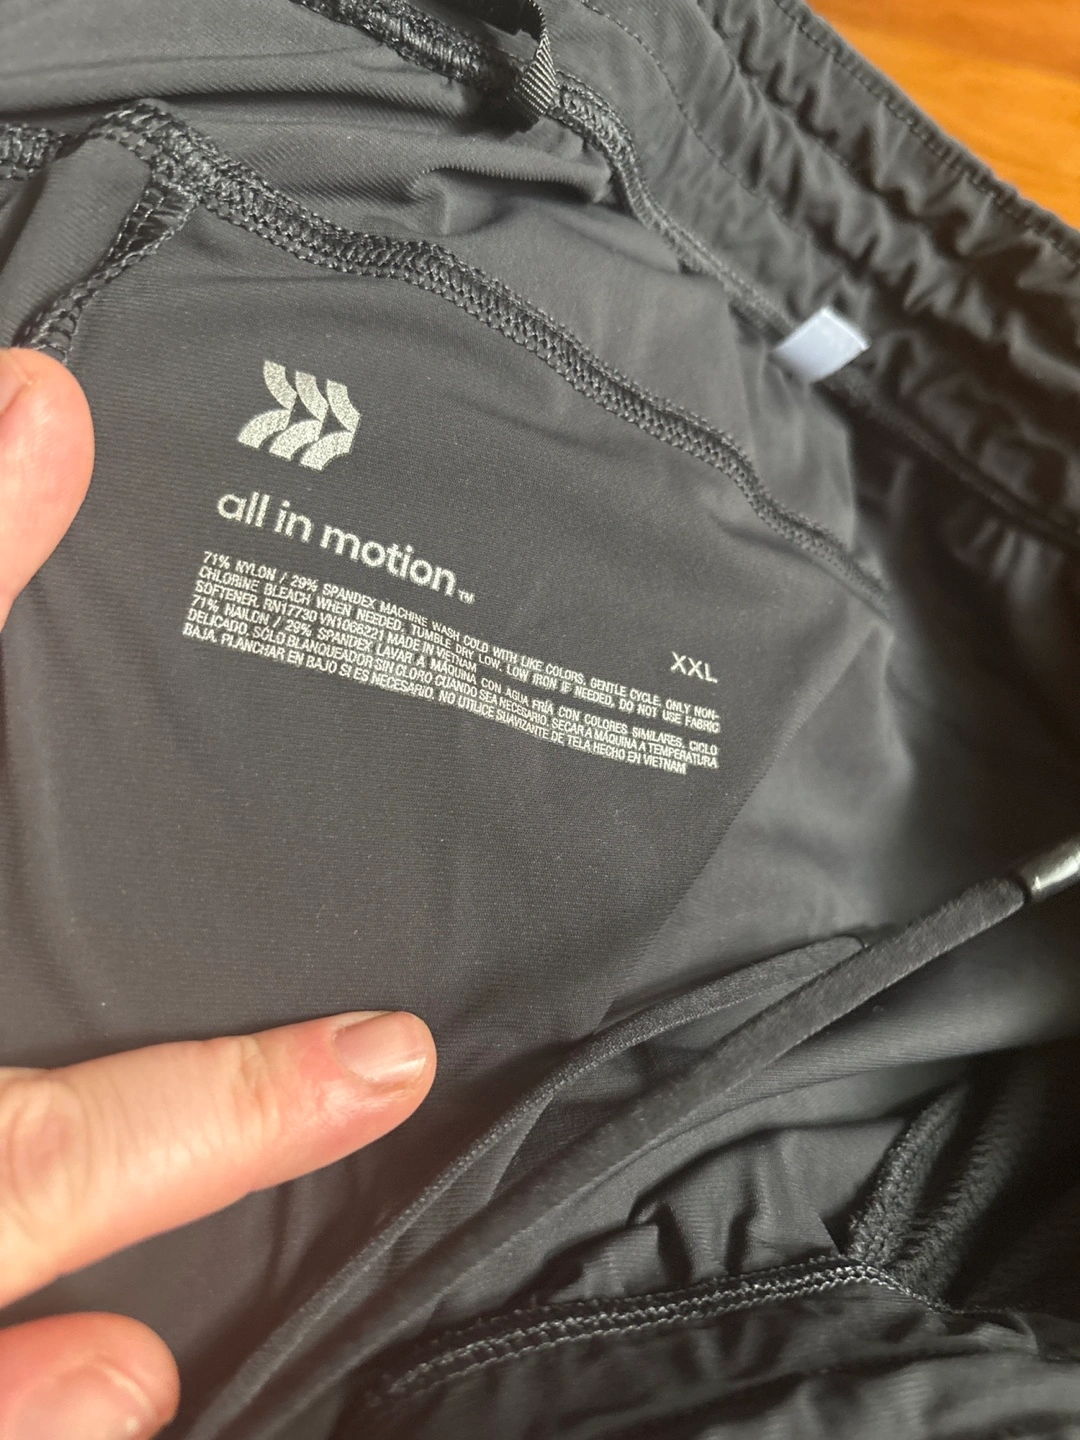 all in motion™
XXL
71% NYLON / 29% SPANDEX MACHINE WASH COLD WITH LIKE COLORS, GENTLE CYCLE. ONLY NON-
CHLORINE BLEACH WHEN NEEDED. TUMBLE DRY LOW. LOW IRON IF NEEDED. DO NOT USE FABRIC
SOFTENER. RN17730 VN1066221 MADE IN VIETNAM
71% NAILON / 29% SPANDEX LAVAR A MÁQUINA CON AGUA FRÍA CON COLORES SIMILARES. CICLO
DELICADO. SÓLO BLANQUEADOR SIN CLORO CUANDO SEA NECESARIO. SECAR A MÁQUINA A TEMPERATURA
BAJA. PLANCHAR EN BAJO SI ES NECESARIO. NO UTILICE SUAVIZANTE DE TELA HECHO EN VIETNAM